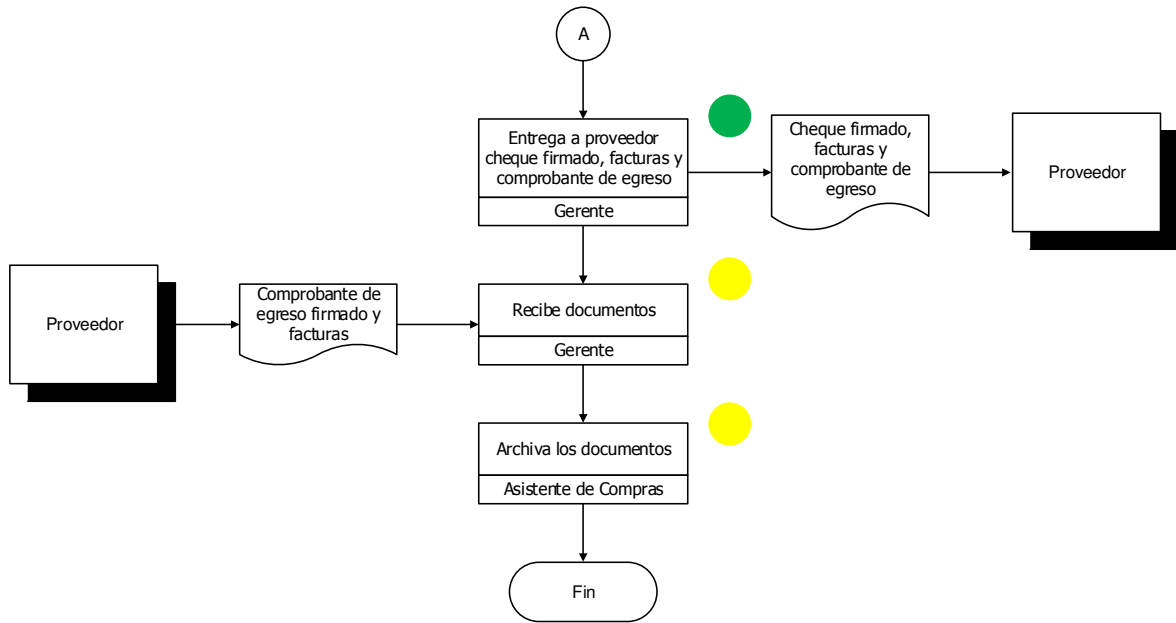 A
Entrega a proveedor
cheque firmado, facturas y
comprobante de egreso
Gerente
Cheque firmado,
facturas y
comprobante de
egreso
Proveedor
Proveedor
Comprobante de
egreso firmado y
facturas
Recibe documentos
Gerente
Archiva los documentos
Asistente de Compras
Fin